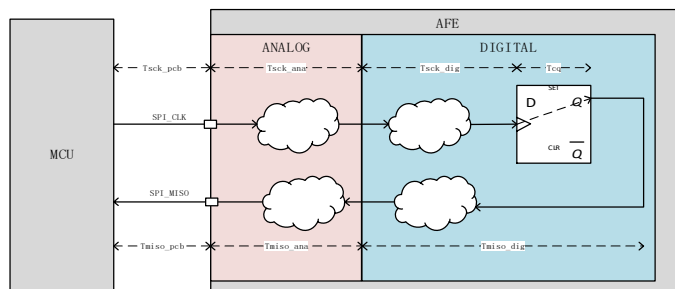 AFE
ANALOG
DIGITAL
Tsck_pcb
Tsck_ana
Tsck_dig
Tcq
SET
D
Q
SPI_CLK
CLR
Q
MCU
SPI_MISO
Tmiso_pcb
Tmiso_ana
Tmiso_dig